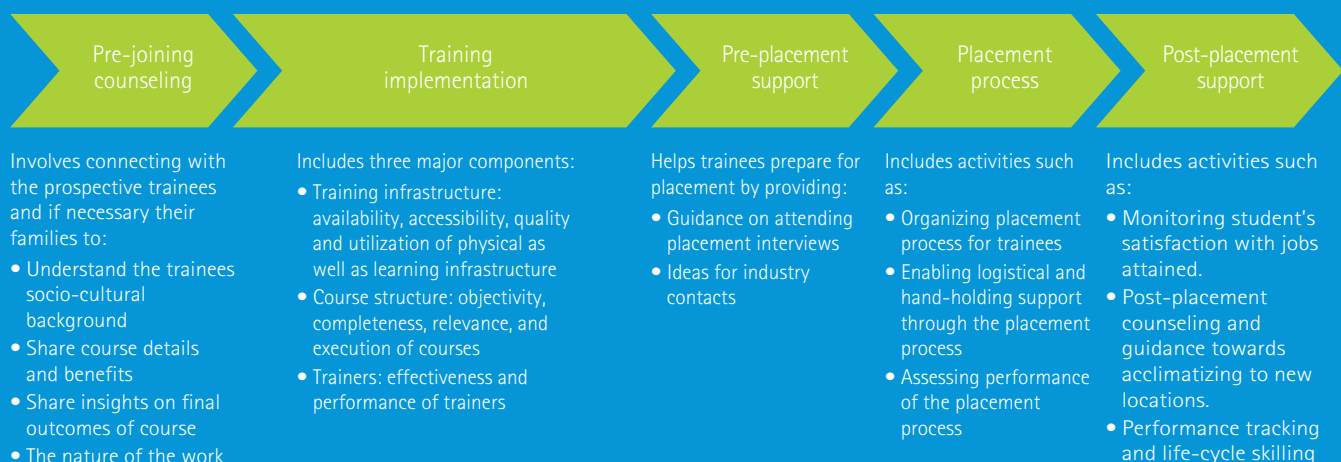 Pre-joining
counseling
Training
implementation
Pre-placement
support
Placement
process
Post-placement
support
Involves connecting with
the prospective trainees
and if necessary their
families to:
• Understand the trainees
socio-cultural
background
• Share course details
and benefits
• Share insights on final
outcomes of course
• The nature of the work
Includes three major components:
• Training infrastructure:
availability, accessibility, quality
and utilization of physical as
well as learning infrastructure
• Course structure: objectivity,
completeness, relevance, and
execution of courses
• Trainers: effectiveness and
performance of trainers
Helps trainees prepare for
placement by providing:
• Guidance on attending
placement interviews
• Ideas for industry
contacts
Includes activities such
as:
• Organizing placement
process for trainees
• Enabling logistical and
hand-holding support
through the placement
process
• Assessing performance
of the placement
process
Includes activities such
as:
• Monitoring student's
satisfaction with jobs
attained.
• Post-placement
counseling and
guidance towards
acclimatizing to new
locations.
• Performance tracking
and life-cycle skilling